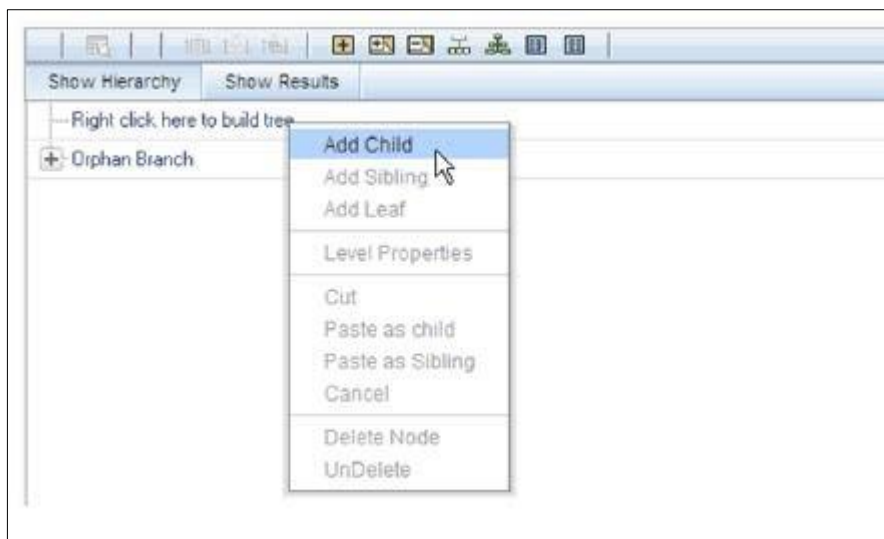 Show Hierarchy Show Results
Right click here to build tree
Orphan Branch
Add Child
Add Sibling
Add Leaf
Level Properties
Cut
Paste as child
Paste as Sibling
Cancel
Delete Node
UnDelete